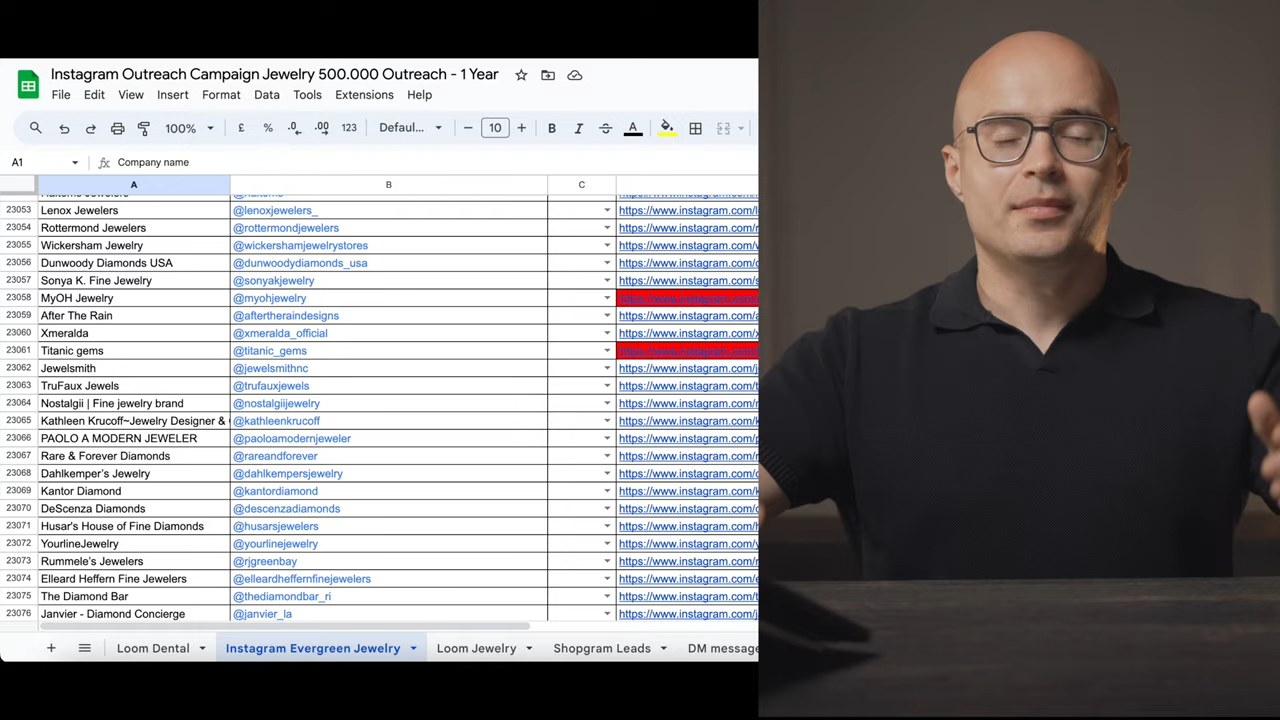 Instagram Outreach Campaign Jewelry 500.000 Outreach - 1 Year
File Edit View Insert Format Data Tools Extensions Help
100% £ % .0 .00 123 Defaul... 10 B I A
A1 fx Company name
A B C
23053 Lenox Jewelers @lenoxjewelers_ https://www.instagram.com/l
23054 Rottermond Jewelers @rottermondjewelers https://www.instagram.com/r
23055 Wickersham Jewelry @wickershamjewelrystores https://www.instagram.com/w
23056 Dunwoody Diamonds USA @dunwoodydiamonds_usa https://www.instagram.com/d
23057 Sonya K. Fine Jewelry @sonyakjewelry https://www.instagram.com/s
23058 MyOH Jewelry @myohjewelry
23059 After The Rain @aftertheraindesigns https://www.instagram.com/a
23060 Xmeralda @xmeralda_official https://www.instagram.com/x
23061 Titanic gems @titanic_gems
23062 Jewelsmith @jewelsmithnc https://www.instagram.com/j
23063 TruFaux Jewels @trufauxjewels https://www.instagram.com/t
23064 Nostalgii | Fine jewelry brand @nostalgiijewelry https://www.instagram.com/n
23065 Kathleen Krucoff~Jewelry Designer & @kathleenkrucoff https://www.instagram.com/k
23066 PAOLO A MODERN JEWELER @paoloamodernjeweler https://www.instagram.com/p
23067 Rare & Forever Diamonds @rareandforever https://www.instagram.com/r
23068 Dahlkemper's Jewelry @dahlkempersjewelry https://www.instagram.com/d
23069 Kantor Diamond @kantordiamond https://www.instagram.com/k
23070 DeScenza Diamonds @descenzadiamonds https://www.instagram.com/d
23071 Husar's House of Fine Diamonds @husarsjewelers https://www.instagram.com/h
23072 YourlineJewelry @yourlinejewelry https://www.instagram.com/y
23073 Rummele's Jewelers @rjgreenbay https://www.instagram.com/r
23074 Elleard Heffern Fine Jewelers @elleardheffernfinejewelers https://www.instagram.com/e
23075 The Diamond Bar @thediamondbar_ri https://www.instagram.com/t
23076 Janvier - Diamond Concierge @janvier_la https://www.instagram.com/j
+ Loom Dental Instagram Evergreen Jewelry Loom Jewelry Shopgram Leads DM messag